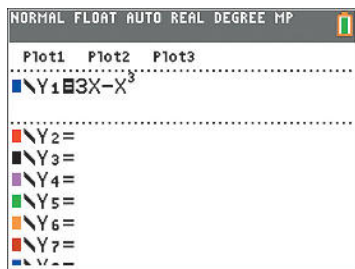 NORMAL FLOAT AUTO REAL DEGREE MP
Plot1 Plot2 Plot3
\Y₁=3X-X³
\Y₂=
\Y₃=
\Y₄=
\Y₅=
\Y₆=
\Y₇=